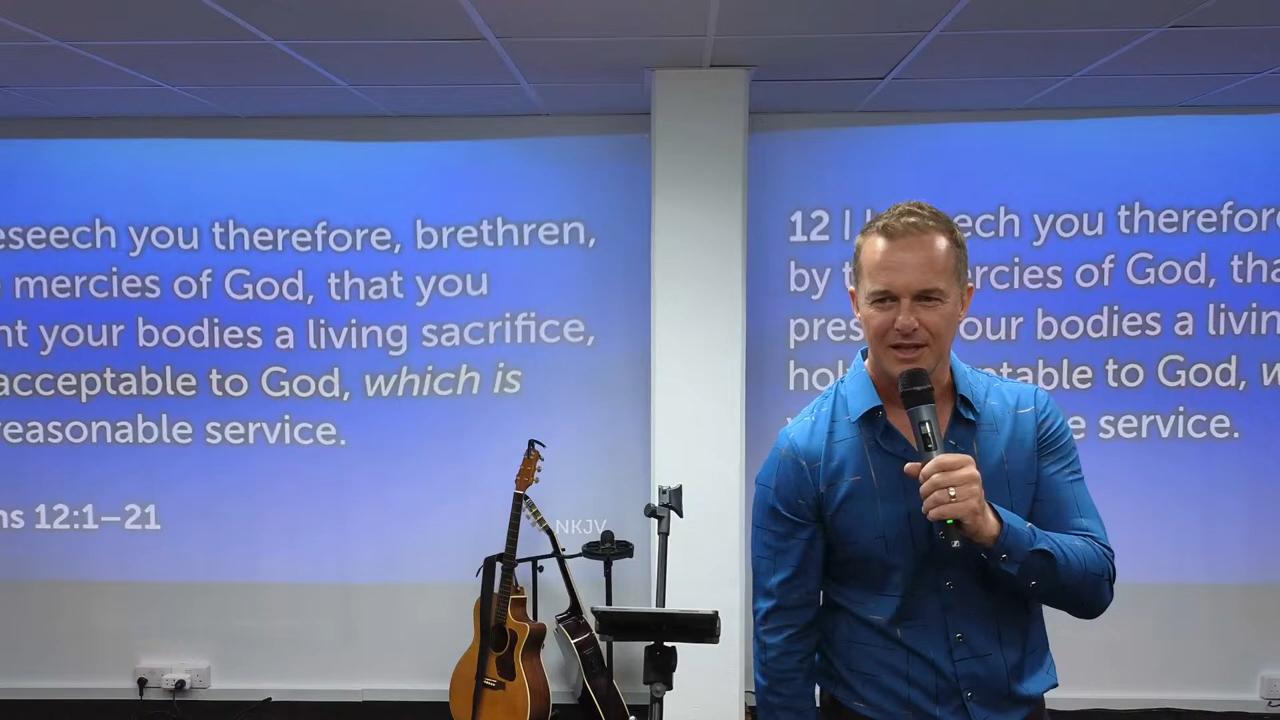 eseech you therefore, brethren,
mercies of God, that you
nt your bodies a living sacrifice,
acceptable to God, which is
reasonable service.
ns 12:1–21
NKJV
12 I ech you therefor
by ercies of God, tha
pres our bodies a livin
hol ptable to God, w
e service.